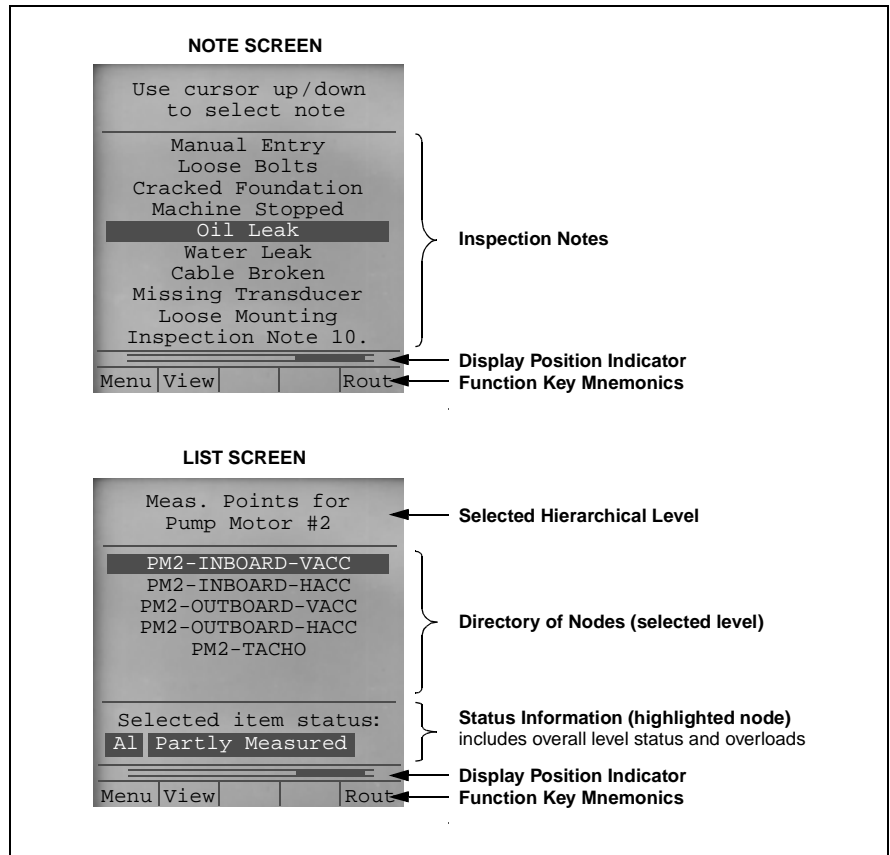 NOTE SCREEN
Use cursor up/down
to select note
Manual Entry
Loose Bolts
Cracked Foundation
Machine Stopped
Oil Leak
Water Leak
Cable Broken
Missing Transducer
Loose Mounting
Inspection Note 10.
Inspection Notes
Display Position Indicator
Menu View Rout
Function Key Mnemonics
LIST SCREEN
Meas. Points for
Pump Motor #2
Selected Hierarchical Level
PM2-INBOARD-VACC
PM2-INBOARD-HACC
PM2-OUTBOARD-VACC
PM2-OUTBOARD-HACC
PM2-TACHO
Directory of Nodes (selected level)
Selected item status:
Al Partly Measured
Status Information (highlighted node)
includes overall level status and overloads
Display Position Indicator
Menu View Rout
Function Key Mnemonics